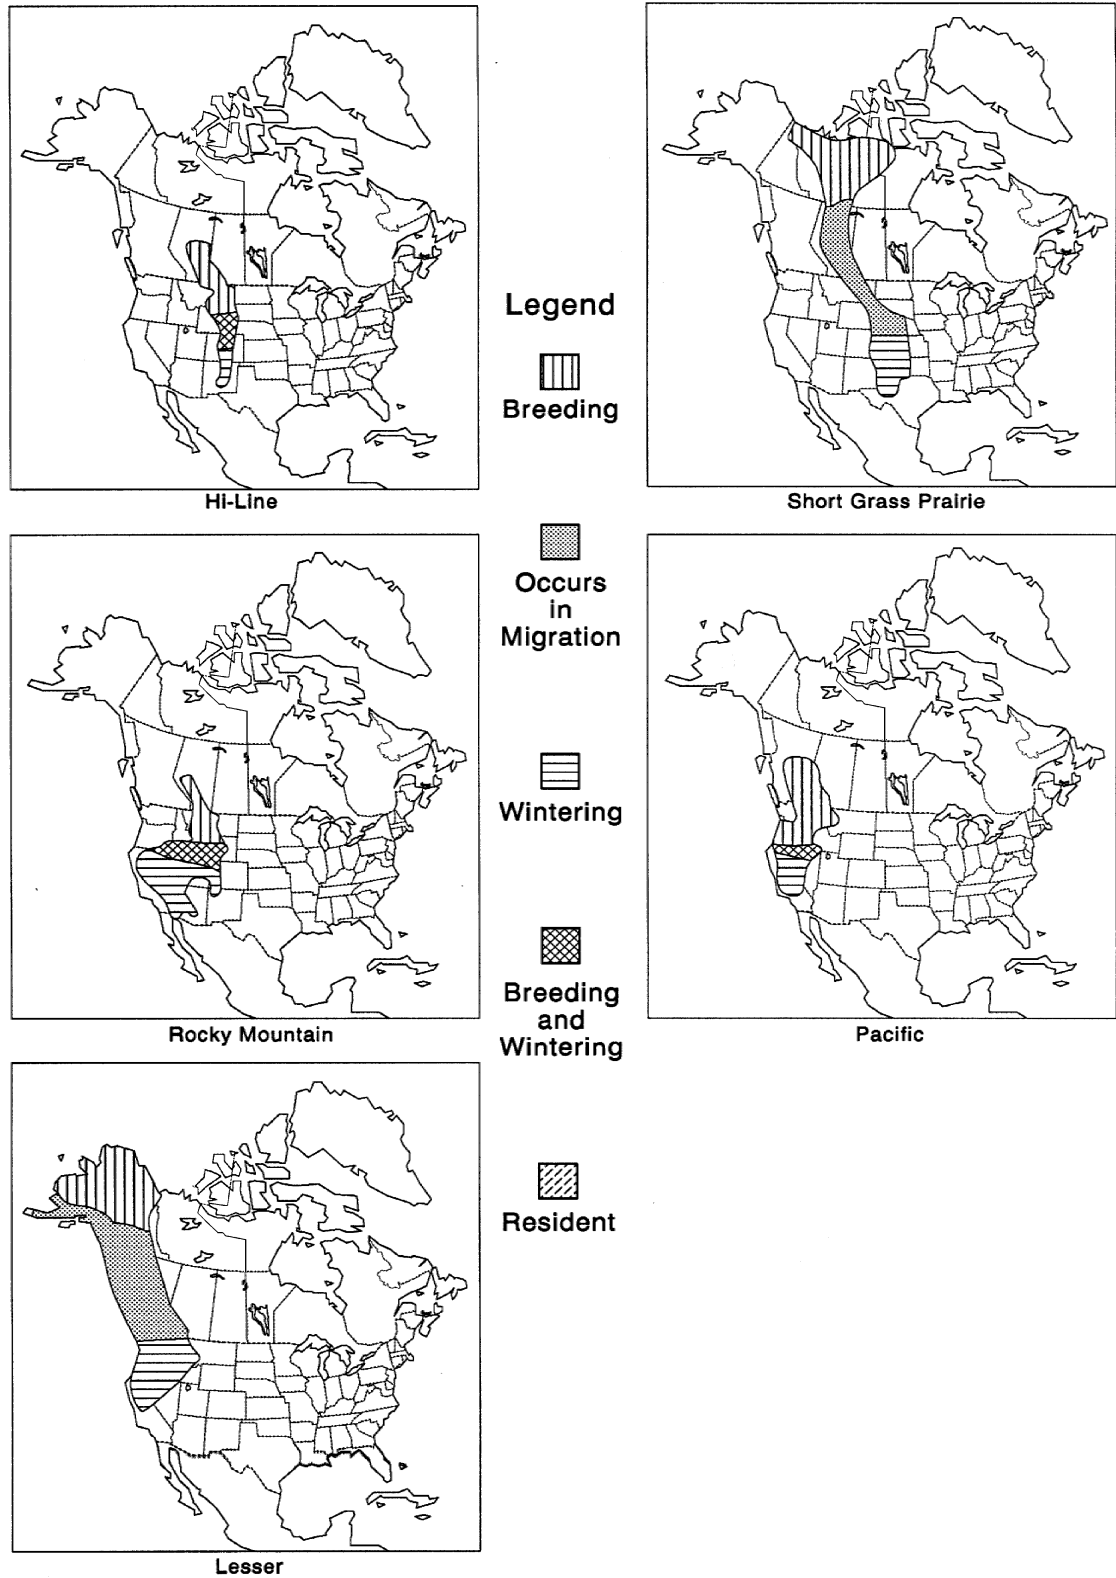 Hi-Line
Legend
Breeding
Occurs
in
Migration
Wintering
Breeding
and
Wintering
Resident
Short Grass Prairie
Rocky Mountain
Pacific
Lesser